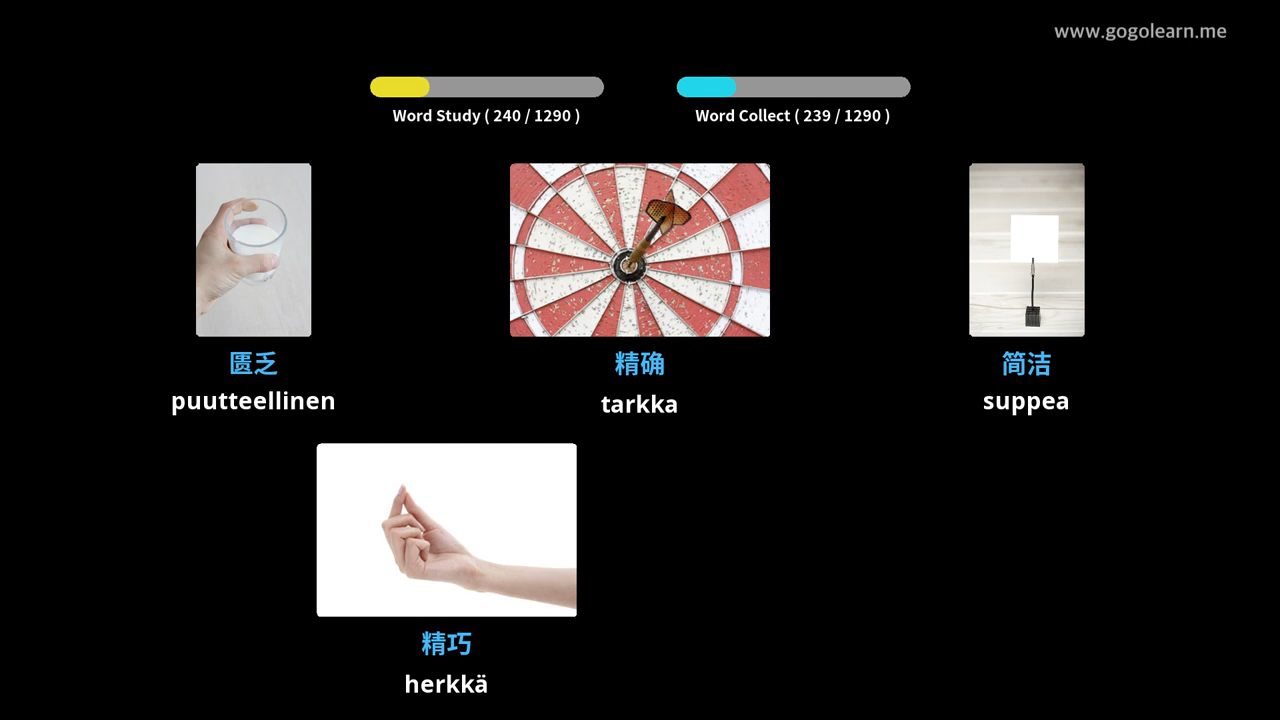 www.gogolearn.me
Word Study ( 240 / 1290 )
Word Collect ( 239 / 1290 )
匮乏
puutteellinen
精确
tarkka
简洁
suppea
精巧
herkkä